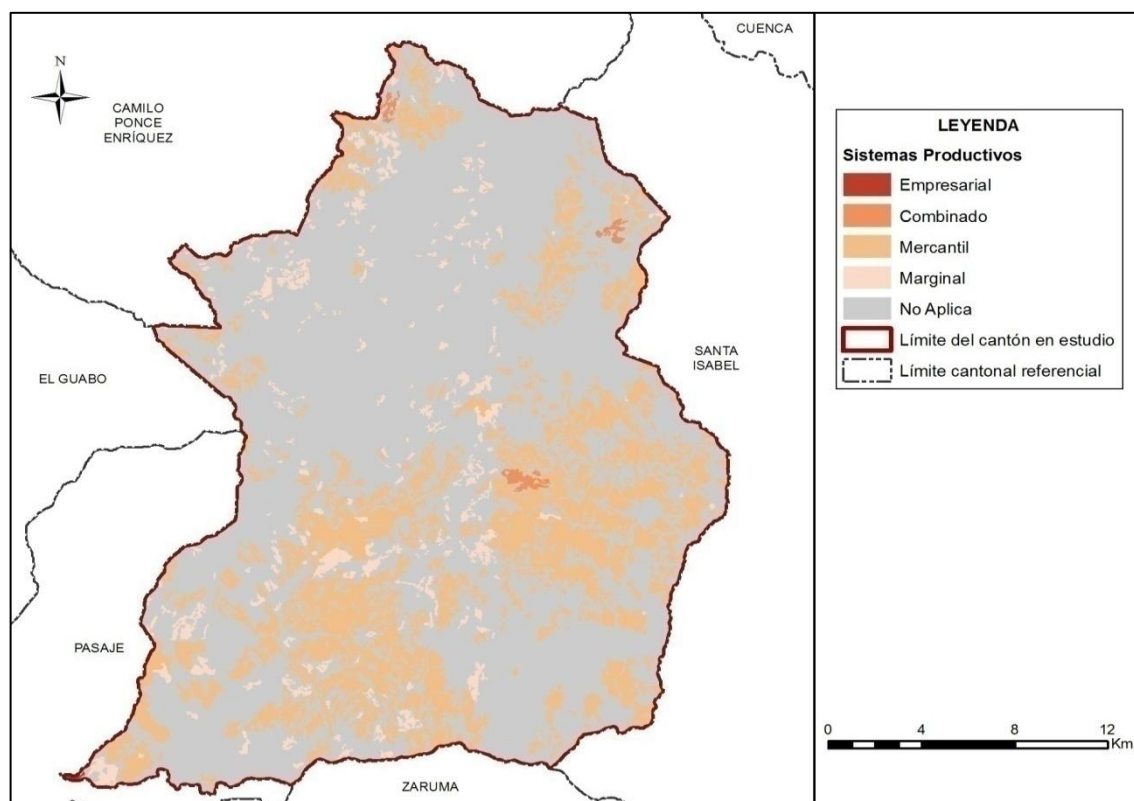 CUENCA
N
CAMILO
PONCE
ENRÍQUEZ
EL GUABO
SANTA
ISABEL
PASAJE
ZARUMA
LEYENDA
Sistemas Productivos
Empresarial
Combinado
Mercantil
Marginal
No Aplica
Límite del cantón en estudio
Límite cantonal referencial
0 4 8 12
Km